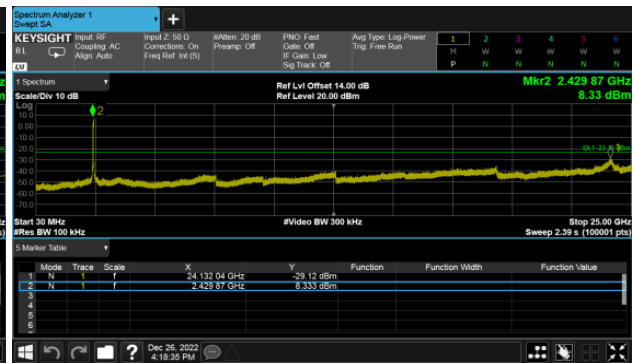 Spectrum Analyzer 1
Swept SA
+
KEYSIGHT Input: RF Input Z: 50 Ω #Atten: 20 dB PNO: Fast Avg Type: Log-Power 1 2 3 4 5 6
RL Coupling: AC Corrections: On Preamp: Off Gate: Off Trig: Free Run M W W W W W
Align: Auto Freq Ref: Int (S) IF Gain: Low
LXI Sig Track: Off P N N N N N
1 Spectrum Ref Lvl Offset 14.00 dB Mkr2 2.429 87 GHz
Scale/Div 10 dB Ref Level 20.00 dBm 8.33 dBm
Log
10.0
0.00
-10.0
-20.0
-30.0
-40.0
-50.0
-60.0
-70.0
2
1
Start 30 MHz #Video BW 300 kHz Stop 25.00 GHz
#Res BW 100 kHz Sweep 2.39 s (100001 pts)
5 Marker Table
Mode Trace Scale X Y Function Function Width Function Value
1 N 1 f 24.132 04 GHz -29.12 dBm
2 N 1 f 2.429 87 GHz 8.333 dBm
3
4
5
6
? Dec 26, 2022
4:18:35 PM